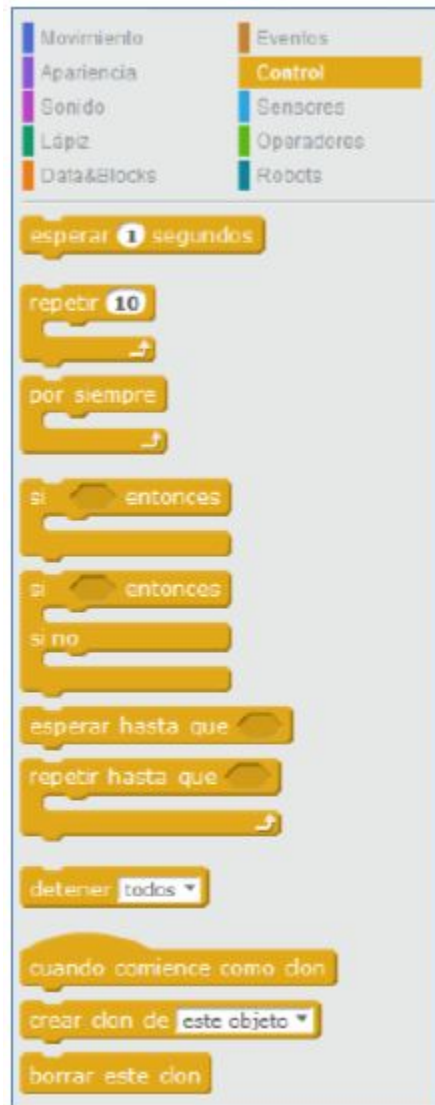 Movimiento Eventos
Apariencia Control
Sonido Sensores
Lápiz Operadores
Data&Blocks Robots
esperar 1 segundos
repetir 10
por siempre
si entonces
si entonces
si no
esperar hasta que
repetir hasta que
detener todos
cuando comience como clon
crear clon de este objeto
borrar este clon